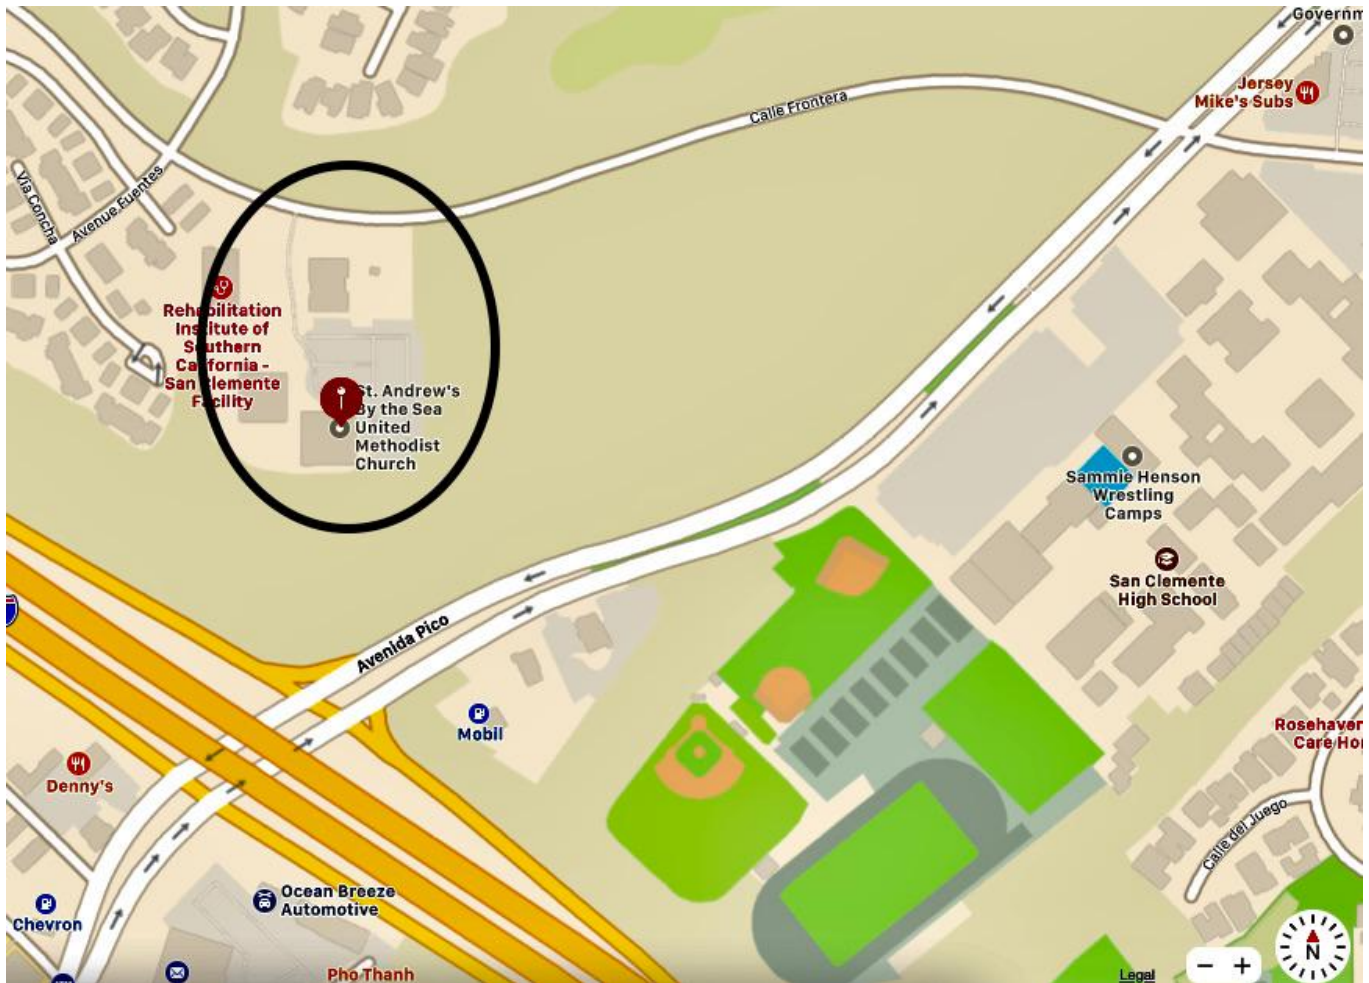 Governm
Jersey
Mike's Subs
Calle Frontera
Via Concha
Avenue Fuentes
Rehabilitation
Institute of
Southern
California -
San Clemente
Facility
St. Andrew's
By the Sea
United
Methodist
Church
Sammie Henson
Wrestling
Camps
San Clemente
High School
Avenida Pico
Mobil
Rosehaven
Care Ho
Denny's
Calle del Juego
Ocean Breeze
Automotive
Chevron
Pho Thanh
Legal
− +
N